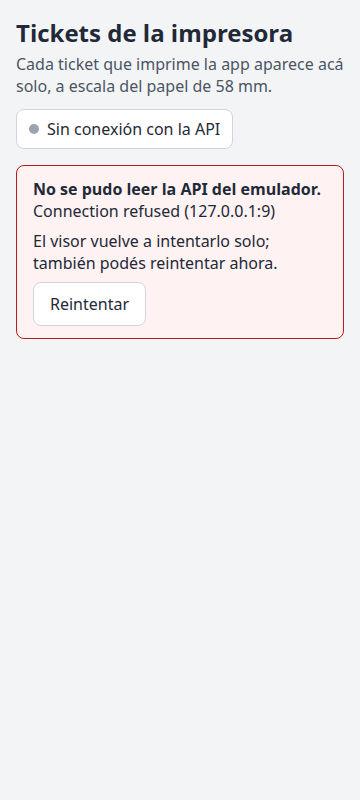 Tickets de la impresora
Cada ticket que imprime la app aparece acá
solo, a escala del papel de 58 mm.
Sin conexión con la API
No se pudo leer la API del emulador.
Connection refused (127.0.0.1:9)
El visor vuelve a intentarlo solo;
también podés reintentar ahora.
Reintentar